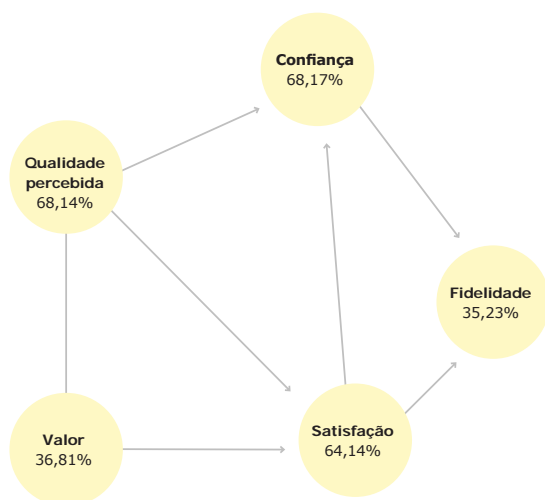 Confiança
68,17%
Qualidade
percebida
68,14%
Fidelidade
35,23%
Valor
36,81%
Satisfação
64,14%